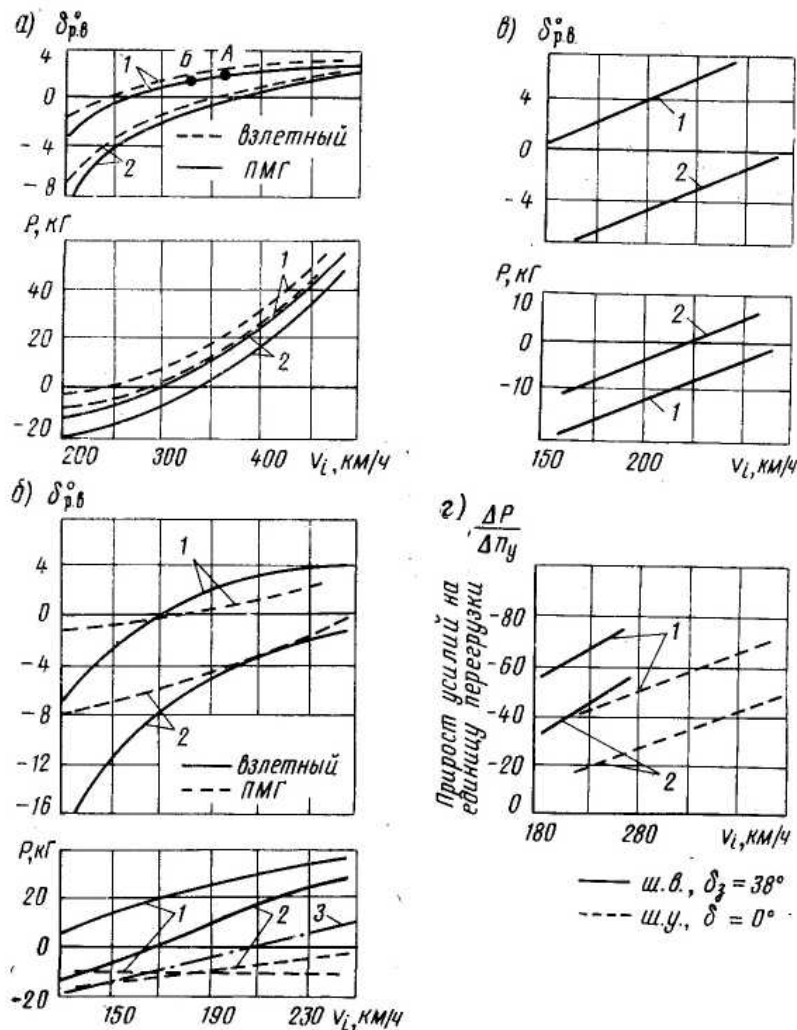 а) δ°р.в
4
0
-4
-8
1
Б
А
2
взлетный
ПМГ
Р, кГ
40
20
0
-20
1
2
200
300
400
Vi, км/ч
б) δ°р.в
4
0
-4
-8
-12
-16
1
2
взлетный
ПМГ
Р, кГ
20
0
-20
1
2
3
150
190
230
Vi, км/ч
в) δ°р.в.
4
0
-4
1
2
Р, кГ
10
0
-10
2
1
150
200
Vi, км/ч
г) ΔР
Δnу
Прирост усилий на
единицу перегрузки
-80
-60
-40
-20
0
1
2
180
280
Vi, км/ч
ш.в., δз = 38°
ш.у., δ = 0°